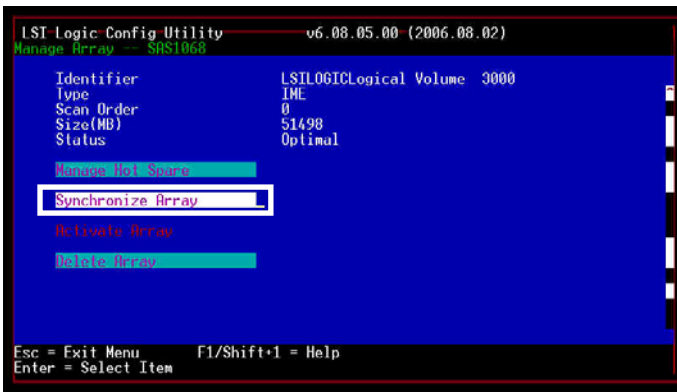 LSI Logic Config Utility v6.08.05.00 (2006.08.02)
Manage Array -- SAS1068
Identifier LSILOGICLogical Volume 3000
Type IME
Scan Order 0
Size(MB) 51498
Status Optimal
Manage Hot Spare
Synchronize Array
Activate Array
Delete Array
Esc = Exit Menu F1/Shift+1 = Help
Enter = Select Item